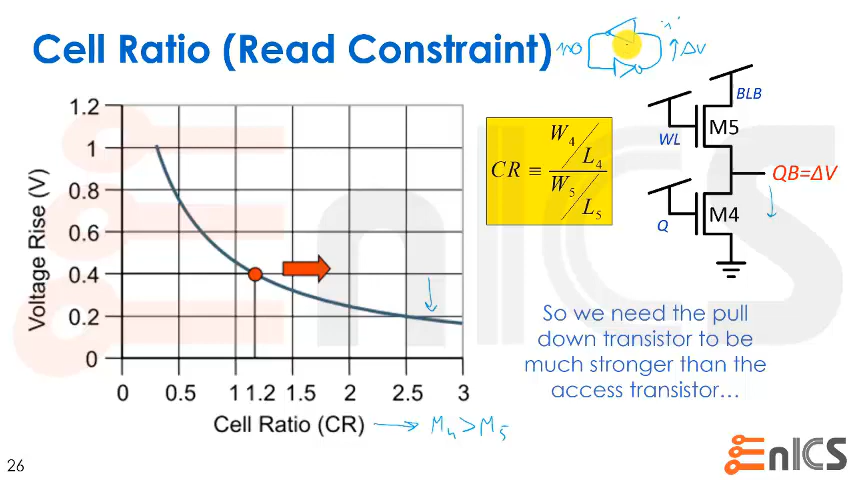 Cell Ratio (Read Constraint)
ΔV
BLB
M5
WL
QB=ΔV
M4
Q
CR ≡ W4/L4 / W5/L5
1.2
1
0.8
0.6
0.4
0.2
0
Voltage Rise (V)
0 0.5 1 1.2 1.5 2 2.5 3
Cell Ratio (CR) → M4 > M5
So we need the pull
down transistor to be
much stronger than the
access transistor…
26
EnICS
EnICS